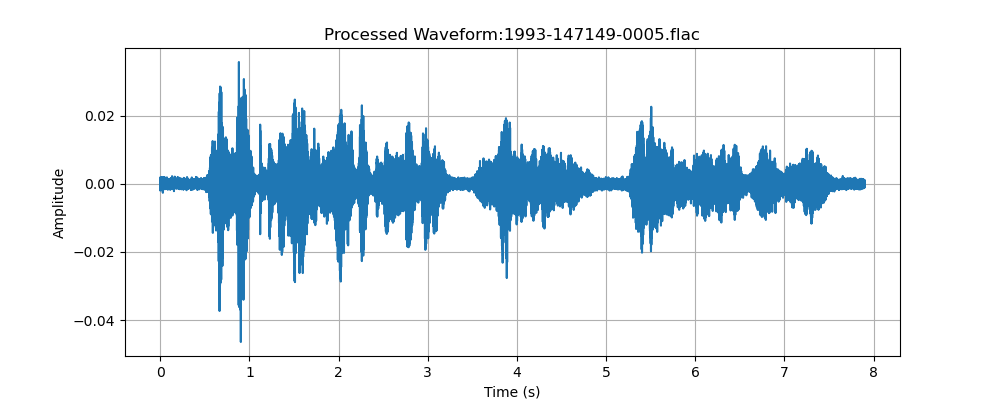 Processed Waveform:1993-147149-0005.flac
Amplitude
0.02
0.00
−0.02
−0.04
0 1 2 3 4 5 6 7 8
Time (s)